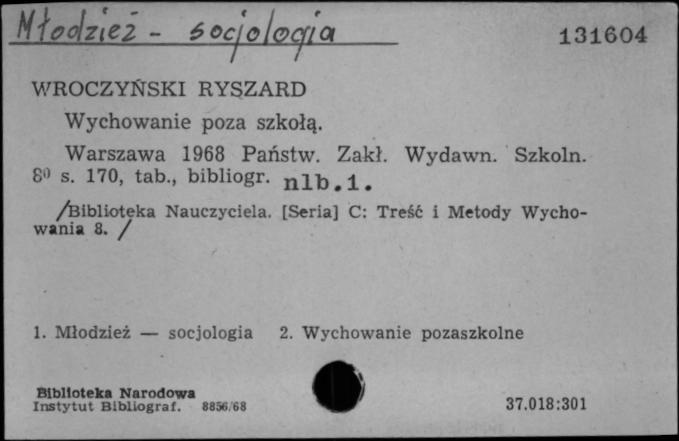 Młodzież - socjologia
131604
WROCZYŃSKI RYSZARD
Wychowanie poza szkołą.
Warszawa 1968 Państw. Zakł. Wydawn. Szkoln.
8⁰ s. 170, tab., bibliogr. nlb.1.
/Biblioteka Nauczyciela. [Seria] C: Treść i Metody Wycho-
wania 8. /
1. Młodzież — socjologia 2. Wychowanie pozaszkolne
Biblioteka Narodowa
Instytut Bibliograf. 8856/68
37.018:301